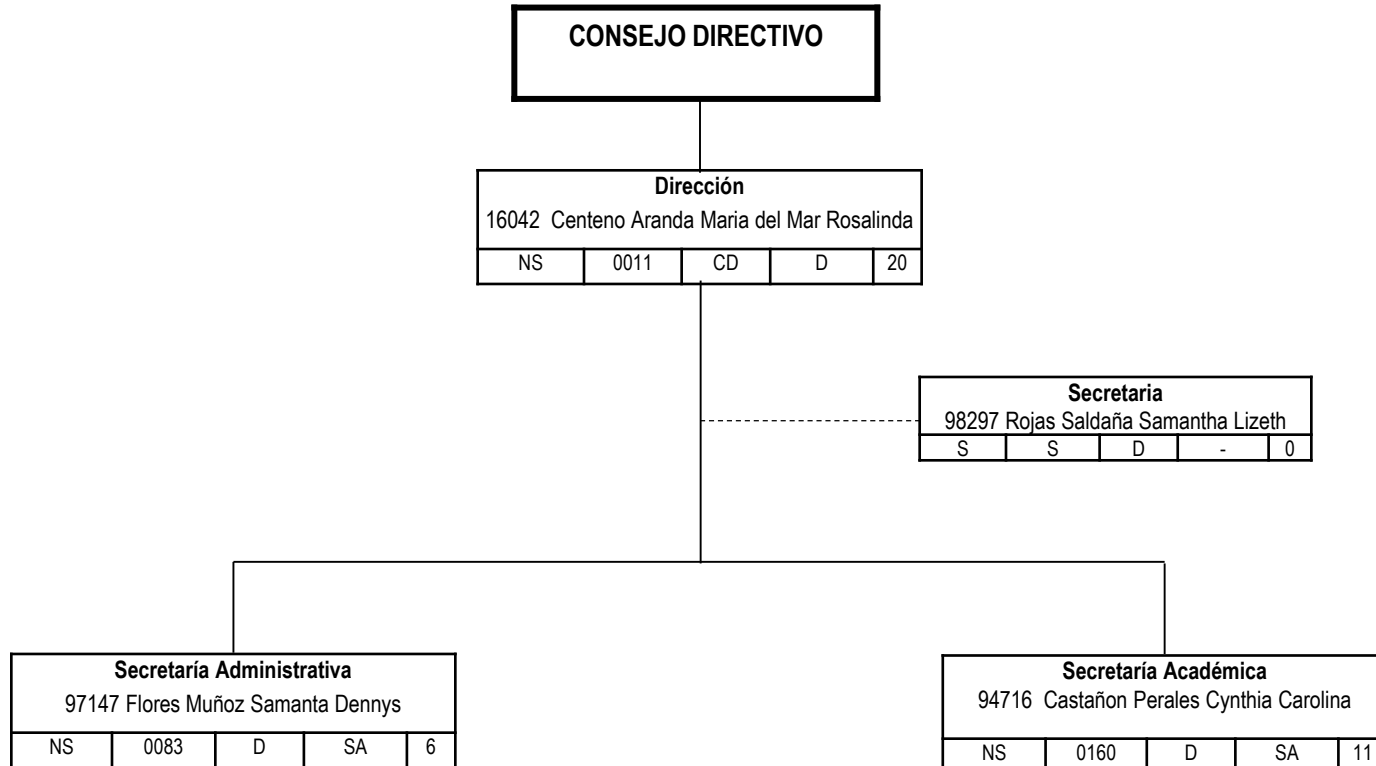 CONSEJO DIRECTIVO
Dirección
16042 Centeno Aranda Maria del Mar Rosalinda
NS 0011 CD D 20
Secretaria
98297 Rojas Saldaña Samantha Lizeth
S S D - 0
Secretaría Administrativa
97147 Flores Muñoz Samanta Dennys
NS 0083 D SA 6
Secretaría Académica
94716 Castañon Perales Cynthia Carolina
NS 0160 D SA 11